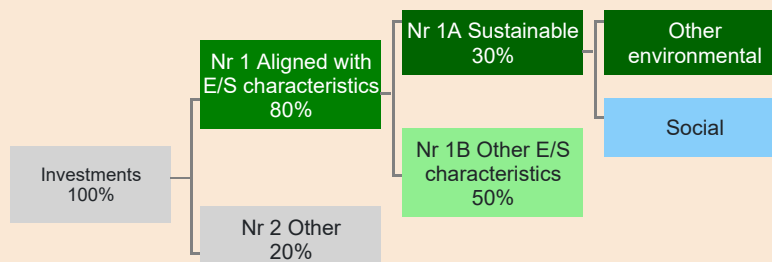 Nr 1A Sustainable
30%
Other
environmental
Nr 1 Aligned with
E/S characteristics
80%
Social
Nr 1B Other E/S
characteristics
50%
Investments
100%
Nr 2 Other
20%